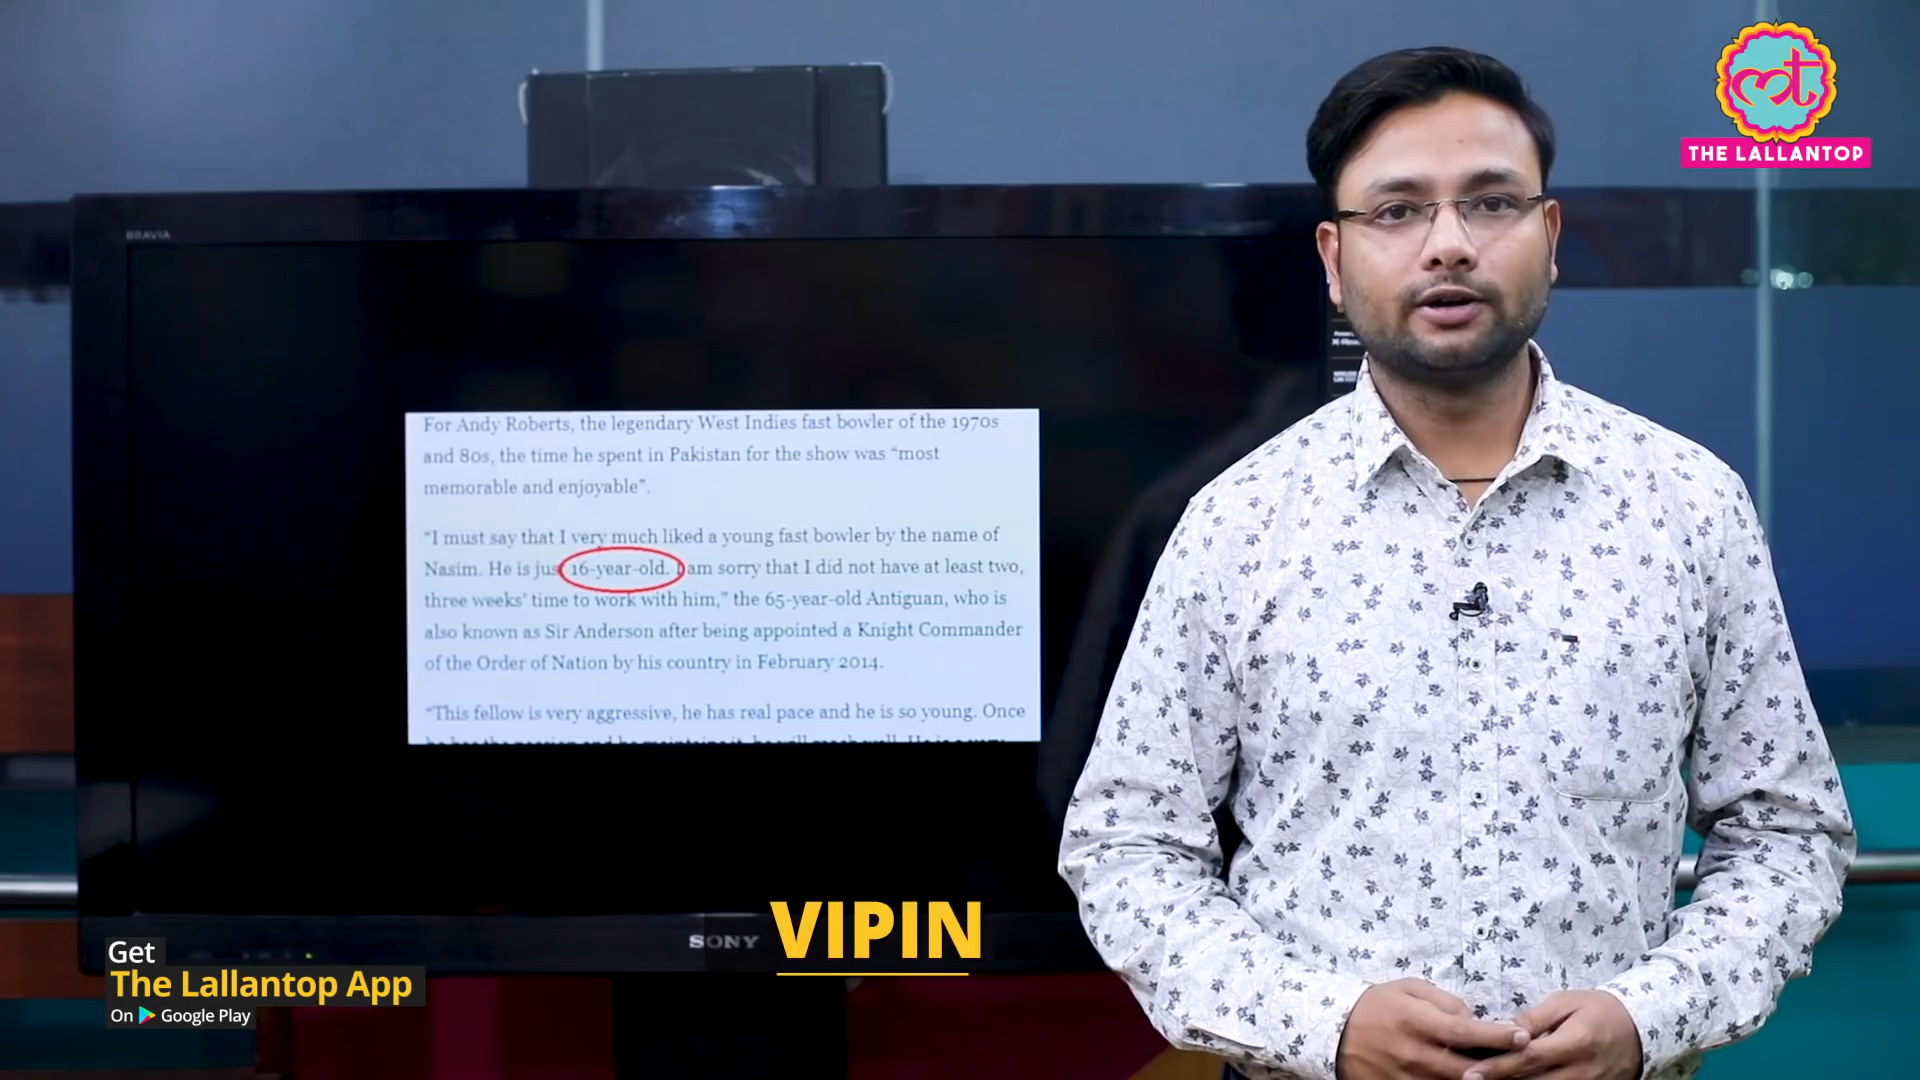 THE LALLANTOP
BRAVIA
For Andy Roberts, the legendary West Indies fast bowler of the 1970s
and 80s, the time he spent in Pakistan for the show was “most
memorable and enjoyable”.
“I must say that I very much liked a young fast bowler by the name of
Nasim. He is just 16-year-old. I am sorry that I did not have at least two,
three weeks’ time to work with him,” the 65-year-old Antiguan, who is
also known as Sir Anderson after being appointed a Knight Commander
of the Order of Nation by his country in February 2014.
“This fellow is very aggressive, he has real pace and he is so young. Once
SONY
VIPIN
Get
The Lallantop App
On Google Play